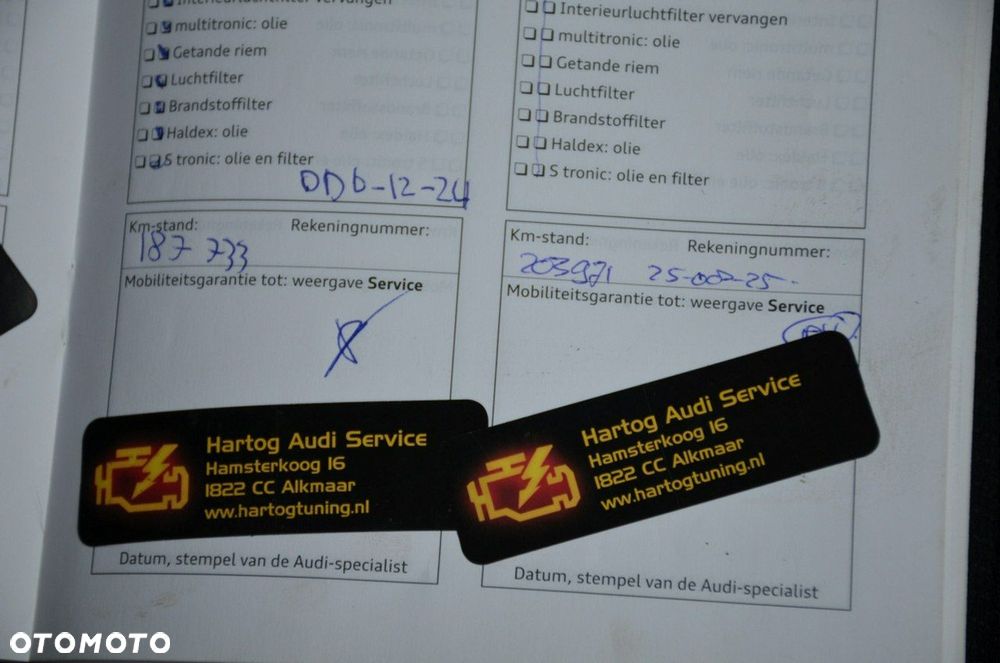 Interieurluchtfilter vervangen
multitronic: olie
Getande riem
Luchtfilter
Brandstoffilter
Haldex: olie
S tronic: olie en filter
DD 6-12-24
Km-stand:
Rekeningnummer:
187 733
Mobiliteitsgarantie tot: weergave Service
Hartog Audi Service
Hamsterkoog 16
1822 CC Alkmaar
www.hartogtuning.nl
Datum, stempel van de Audi-specialist
Interieurluchtfilter vervangen
multitronic: olie
Getande riem
Luchtfilter
Brandstoffilter
Haldex: olie
S tronic: olie en filter
Km-stand:
Rekeningnummer:
203971
Mobiliteitsgarantie tot: weergave Service
Hartog Audi Service
Hamsterkoog 16
1822 CC Alkmaar
www.hartogtuning.nl
Datum, stempel van de Audi-specialist
OTOMOTO